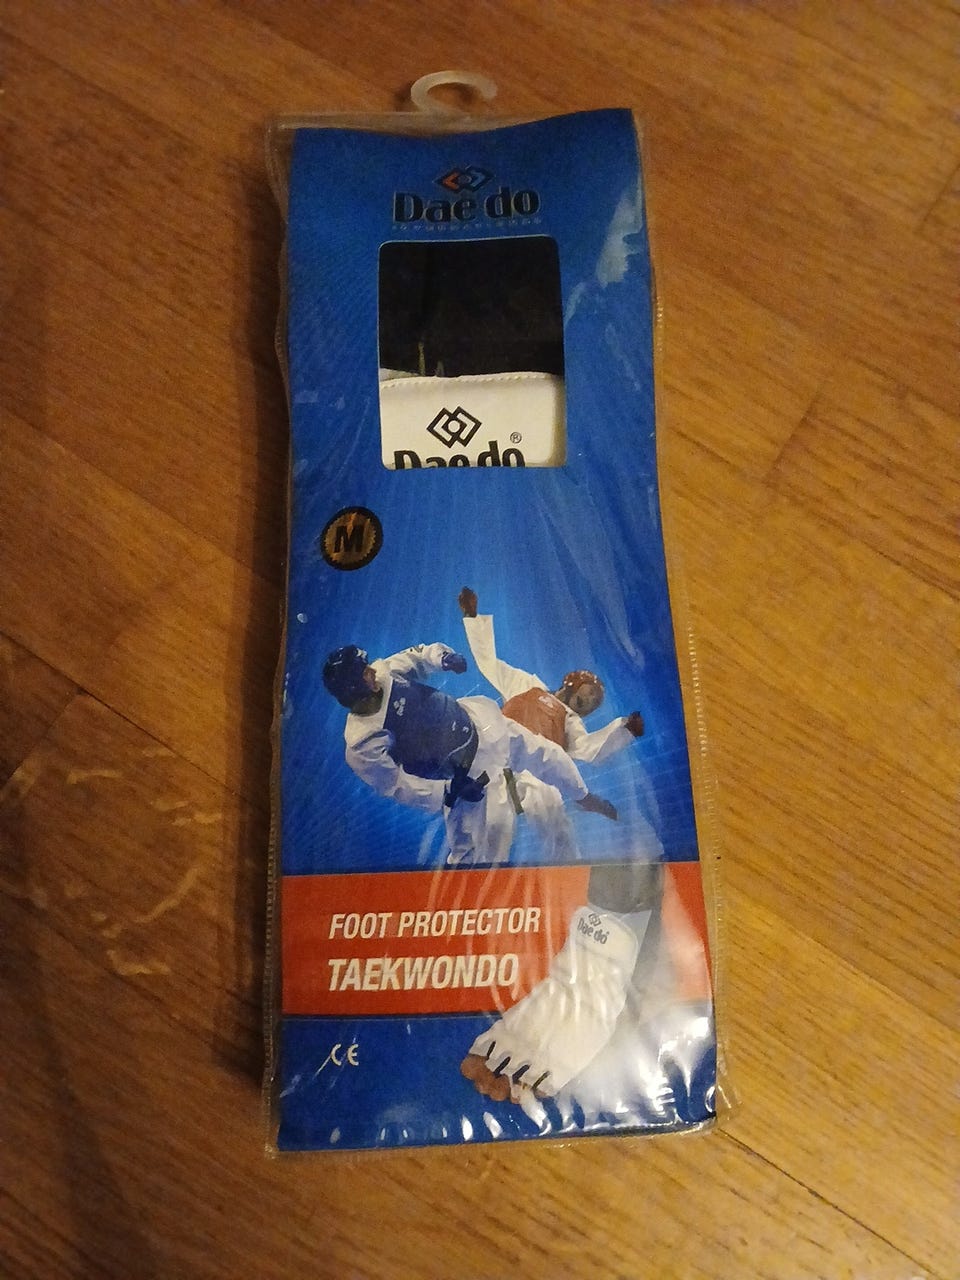 Dae do
Dae do
®
M
FOOT PROTECTOR
Dae do
TAEKWONDO
CE